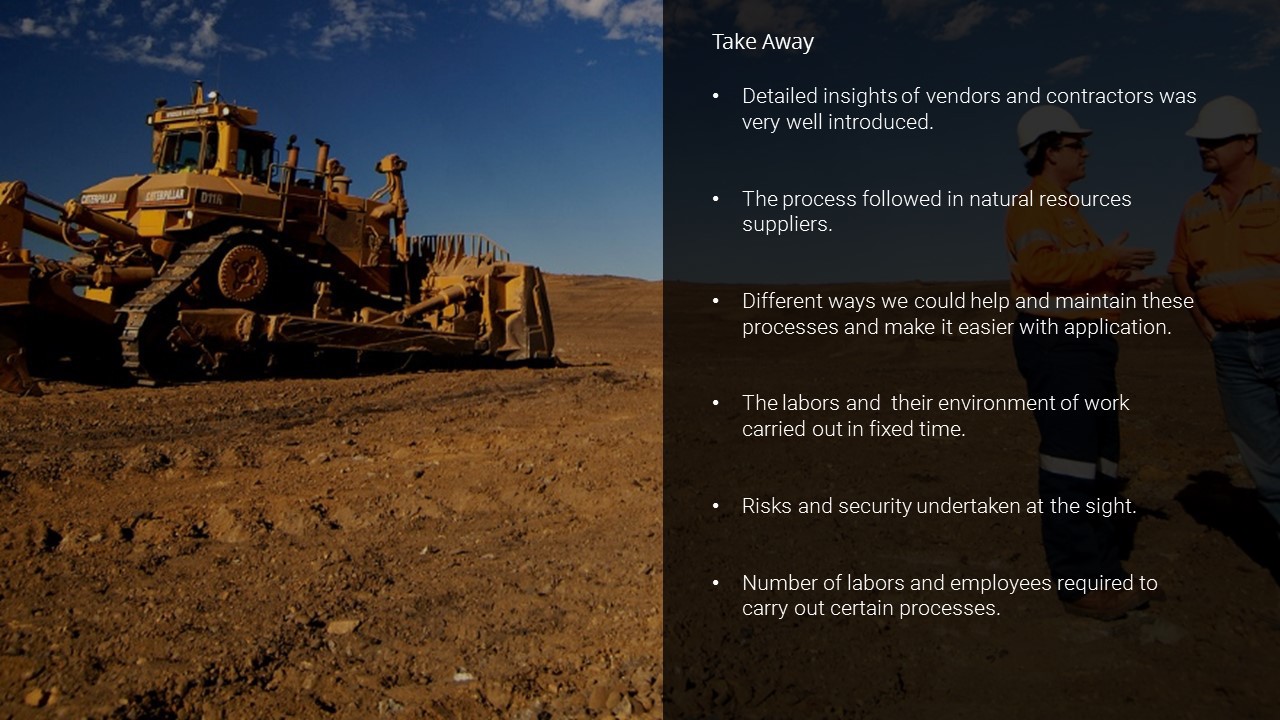 Take Away
• Detailed insights of vendors and contractors was
very well introduced.
• The process followed in natural resources
suppliers.
• Different ways we could help and maintain these
processes and make it easier with application.
• The labors and  their environment of work
carried out in fixed time.
• Risks and security undertaken at the sight.
• Number of labors and employees required to
carry out certain processes.
CATERPILLAR
CATERPILLAR
D11R